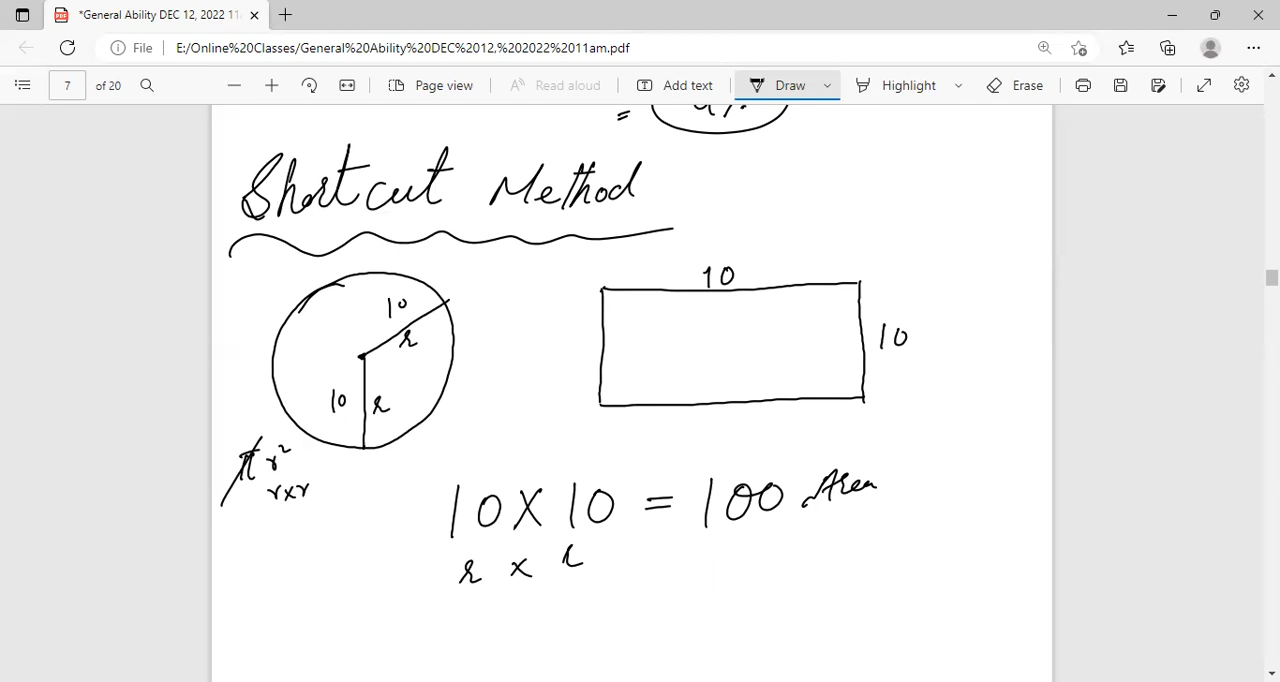 *General Ability DEC 12, 2022 11
File
E:/Online%20Classes/General%20Ability%20DEC%2012.%202022%2011am.pdf
7 of 20
Page view
Read aloud
Add text
Draw
Highlight
Erase
=
Shortcut Method
10
r
10 r
10
10
πr²
r×r
10 × 10 = 100 Area
r × r